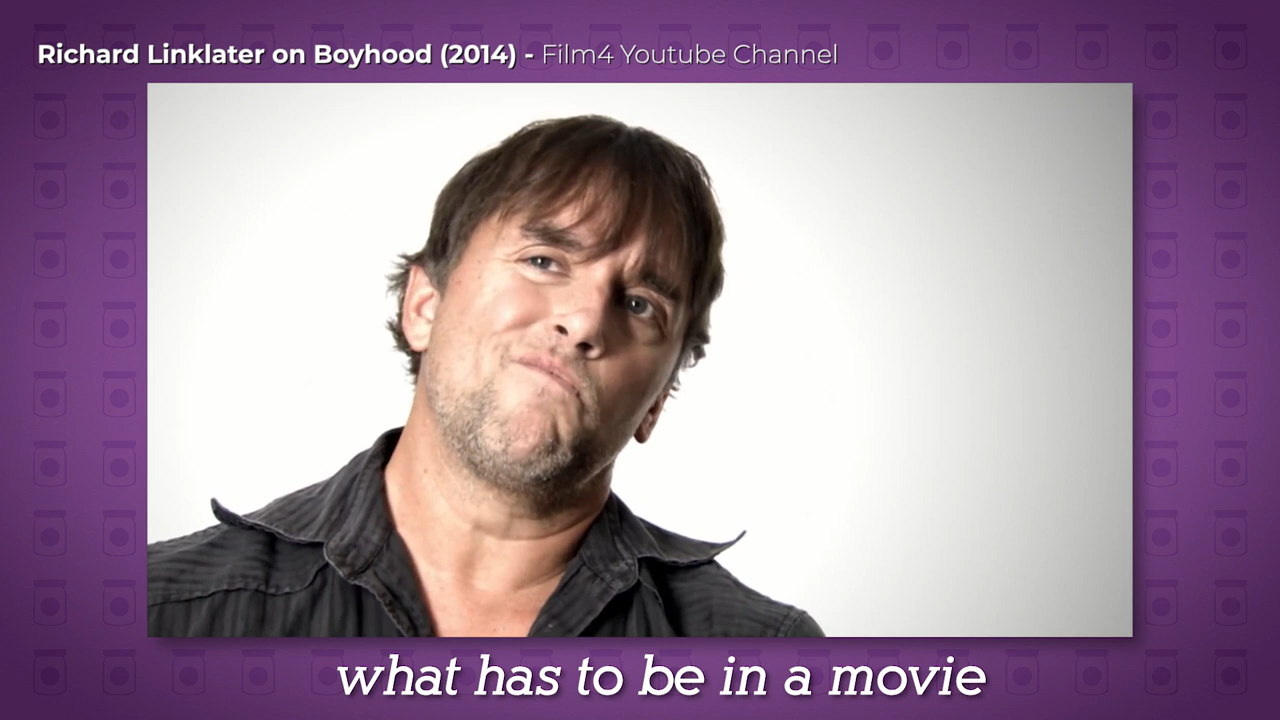 Richard Linklater on Boyhood (2014) - Film4 Youtube Channel
what has to be in a movie